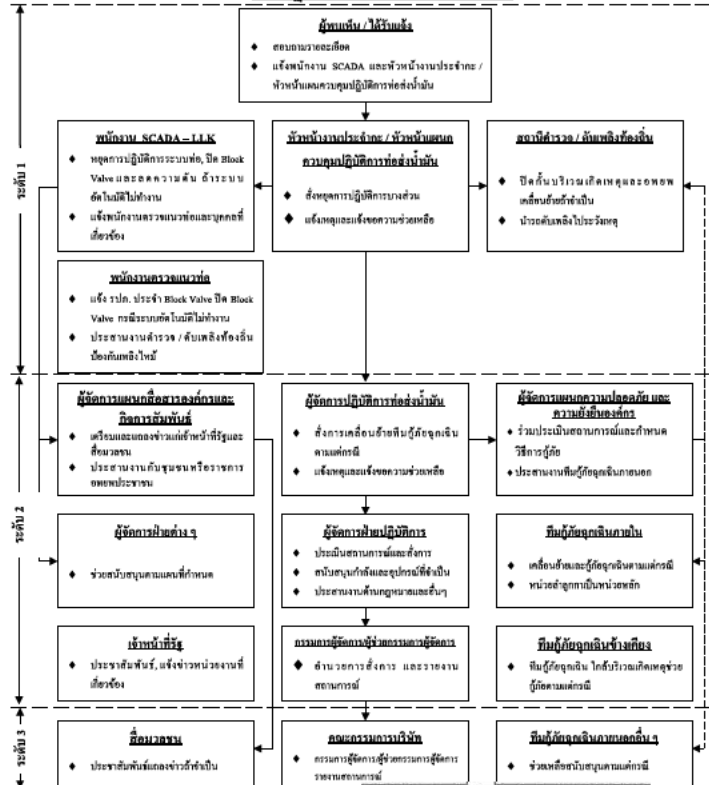 ผู้พบเห็น / ได้รับแจ้ง
♦ สอบถามรายละเอียด
♦ แจ้งพนักงาน SCADA และหัวหน้างานประจำกะ /
หัวหน้าแผนกควบคุมปฏิบัติการท่อส่งน้ำมัน
ระดับ 1
พนักงาน SCADA – LLK
♦ หยุดการปฏิบัติการระบบท่อ, ปิด Block
Valve และลดความดัน ถ้าระบบ
อัตโนมัติไม่ทำงาน
♦ แจ้งพนักงานตรวจแนวท่อและบุคคลที่
เกี่ยวข้อง
หัวหน้างานประจำกะ / หัวหน้าแผนก
ควบคุมปฏิบัติการท่อส่งน้ำมัน
♦ สั่งหยุดการปฏิบัติการบางส่วน
♦ แจ้งเหตุและแจ้งขอความช่วยเหลือ
สถานีตำรวจ / ดับเพลิงท้องถิ่น
♦ ปิดกั้นบริเวณเกิดเหตุและอพยพ
เคลื่อนย้ายถ้าจำเป็น
♦ นำรถดับเพลิงไประวังเหตุ
พนักงานตรวจแนวท่อ
♦ แจ้ง รปภ. ประจำ Block Valve ปิด Block
Valve กรณีระบบอัตโนมัติไม่ทำงาน
♦ ประสานงานตำรวจ / ดับเพลิงท้องถิ่น
ป้องกันเพลิงไหม้
ระดับ 2
ผู้จัดการแผนกสื่อสารองค์กรและ
กิจการสัมพันธ์
♦ เตรียมและแถลงข่าวแก่เจ้าหน้าที่รัฐและ
สื่อมวลชน
♦ ประสานงานกับชุมชนหรือราชการ
อพยพประชาชน
ผู้จัดการปฏิบัติการท่อส่งน้ำมัน
♦ สั่งการเคลื่อนย้ายทีมกู้ภัยฉุกเฉิน
ตามแต่กรณี
♦ แจ้งเหตุและแจ้งขอความช่วยเหลือ
ผู้จัดการแผนกความปลอดภัย และ
ความยั่งยืนองค์กร
♦ ร่วมประเมินสถานการณ์และกำหนด
วิธีการกู้ภัย
♦ ประสานงานทีมกู้ภัยฉุกเฉินภายนอก
ผู้จัดการฝ่ายต่าง ๆ
♦ ช่วยสนับสนุนตามแผนที่กำหนด
ผู้จัดการฝ่ายปฏิบัติการ
♦ ประเมินสถานการณ์และสั่งการ
♦ สนับสนุนกำลังและอุปกรณ์ที่จำเป็น
♦ ประสานงานด้านกฎหมายและอื่นๆ
ทีมกู้ภัยฉุกเฉินภายใน
♦ เคลื่อนย้ายและกู้ภัยฉุกเฉินตามแต่กรณี
♦ หน่วยลำลูกกาเป็นหน่วยหลัก
เจ้าหน้าที่รัฐ
♦ ประชาสัมพันธ์, แจ้งข่าวหน่วยงานที่
เกี่ยวข้อง
กรรมการผู้จัดการ/ผู้ช่วยกรรมการผู้จัดการ
♦ อำนวยการสั่งการ และรายงาน
สถานการณ์
ทีมกู้ภัยฉุกเฉินข้างเคียง
♦ ทีมกู้ภัยฉุกเฉิน ใกล้บริเวณเกิดเหตุช่วย
กู้ภัยตามแต่กรณี
ระดับ 3
สื่อมวลชน
♦ ประชาสัมพันธ์แถลงข่าวถ้าจำเป็น
คณะกรรมการบริษัท
♦ กรรมการผู้จัดการ/ผู้ช่วยกรรมการผู้จัดการ
รายงานสถานการณ์
ทีมกู้ภัยฉุกเฉินภายนอกอื่น ๆ
♦ ช่วยเหลือสนับสนุนตามแต่กรณี